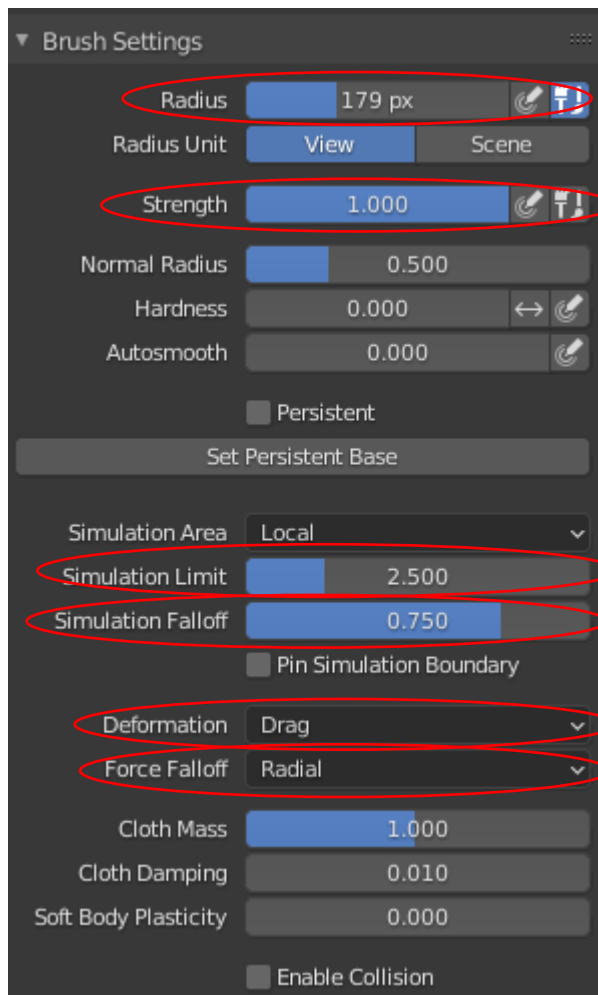 Brush Settings
Radius 179 px
Radius Unit View Scene
Strength 1.000
Normal Radius 0.500
Hardness 0.000
Autosmooth 0.000
Persistent
Set Persistent Base
Simulation Area Local
Simulation Limit 2.500
Simulation Falloff 0.750
Pin Simulation Boundary
Deformation Drag
Force Falloff Radial
Cloth Mass 1.000
Cloth Damping 0.010
Soft Body Plasticity 0.000
Enable Collision